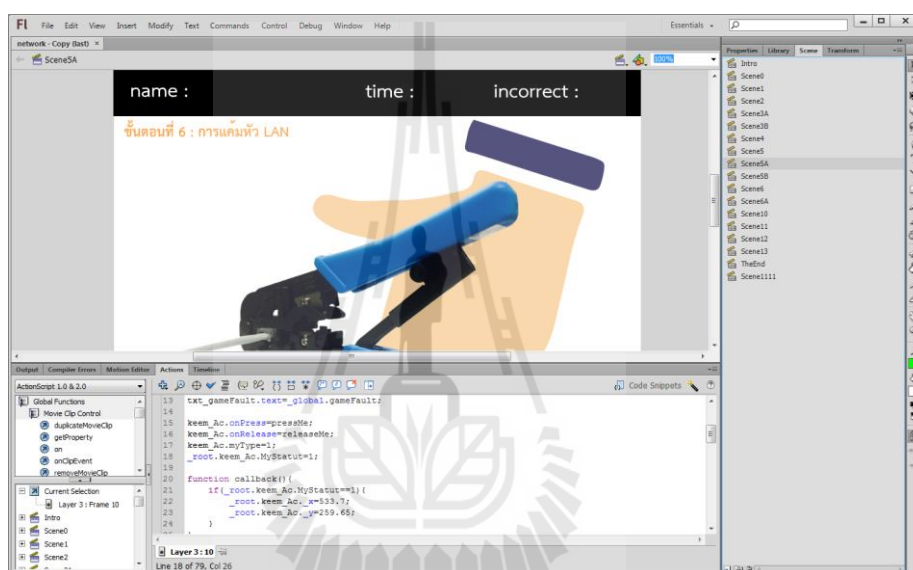 Fl File Edit View Insert Modify Text Commands Control Debug Window Help Essentials
network - Copy (last) ×
Scene5A 100%
name : time : incorrect :
ขั้นตอนที่ 6 : การแค้มหัว LAN
Properties Library Scene Transform
Intro
Scene0
Scene1
Scene2
Scene3A
Scene3B
Scene4
Scene5
Scene5A
Scene5B
Scene6
Scene6A
Scene10
Scene11
Scene12
Scene13
TheEnd
Scene1111
Output Compiler Errors Motion Editor Actions Timeline
ActionScript 1.0 & 2.0
Code Snippets
Global Functions
Movie Clip Control
duplicateMovieClip
getProperty
on
onClipEvent
removeMovieClip
Current Selection
Layer 3 : Frame 10
Intro
Scene0
Scene1
Scene2
13 txt_gameFault.text=_global.gameFault;
14
15 keem_Ac.onPress=pressMe;
16 keem_Ac.onRelease=releaseMe;
17 keem_Ac.myType=1;
18 _root.keem_Ac.MyStatut=1;
19
20 function callback(){
21 if(_root.keem_Ac.MyStatut==1){
22 _root.keem_Ac._x=533.7;
23 _root.keem_Ac._y=259.65;
24 }
Layer 3 : 10
Line 18 of 79, Col 26